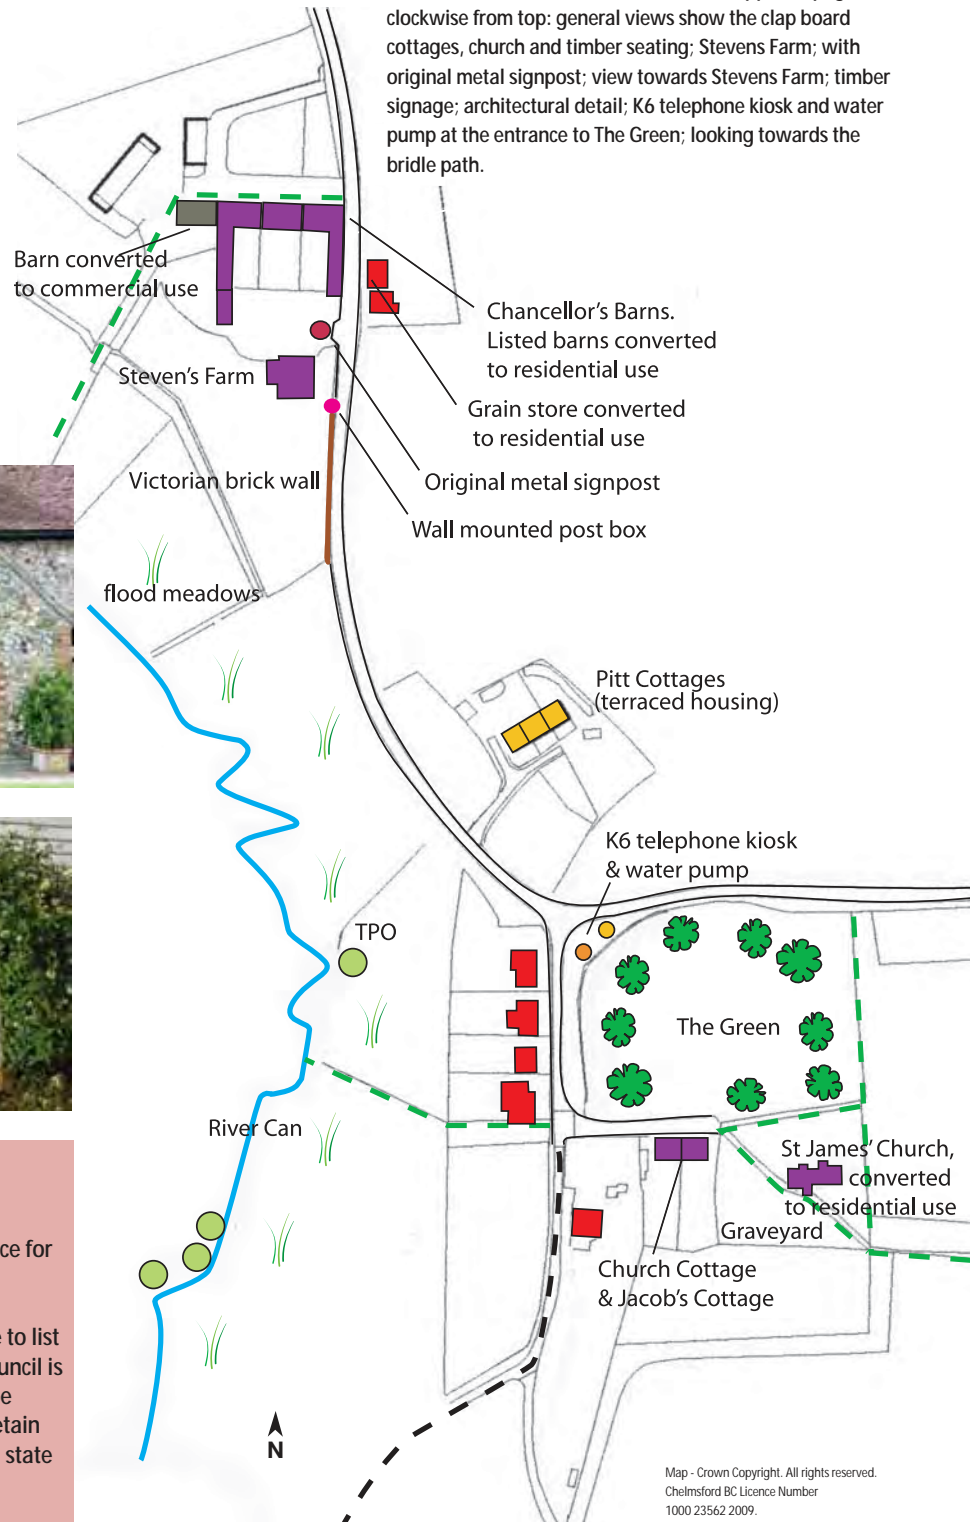 clockwise from top: general views show the clap board
cottages, church and timber seating; Stevens Farm; with
original metal signpost; view towards Stevens Farm; timber
signage; architectural detail; K6 telephone kiosk and water
pump at the entrance to The Green; looking towards the
bridle path.
Barn converted
to commercial use
Chancellor's Barns.
Listed barns converted
to residential use
Steven's Farm
Grain store converted
to residential use
Victorian brick wall
Original metal signpost
Wall mounted post box
flood meadows
Pitt Cottages
(terraced housing)
K6 telephone kiosk
& water pump
TPO
The Green
River Can
St James' Church,
converted
to residential use
Graveyard
Church Cottage
& Jacob's Cottage
ce for
to list
uncil is
e
etain
state
N
Map - Crown Copyright. All rights reserved.
Chelmsford BC Licence Number
1000 23562 2009.